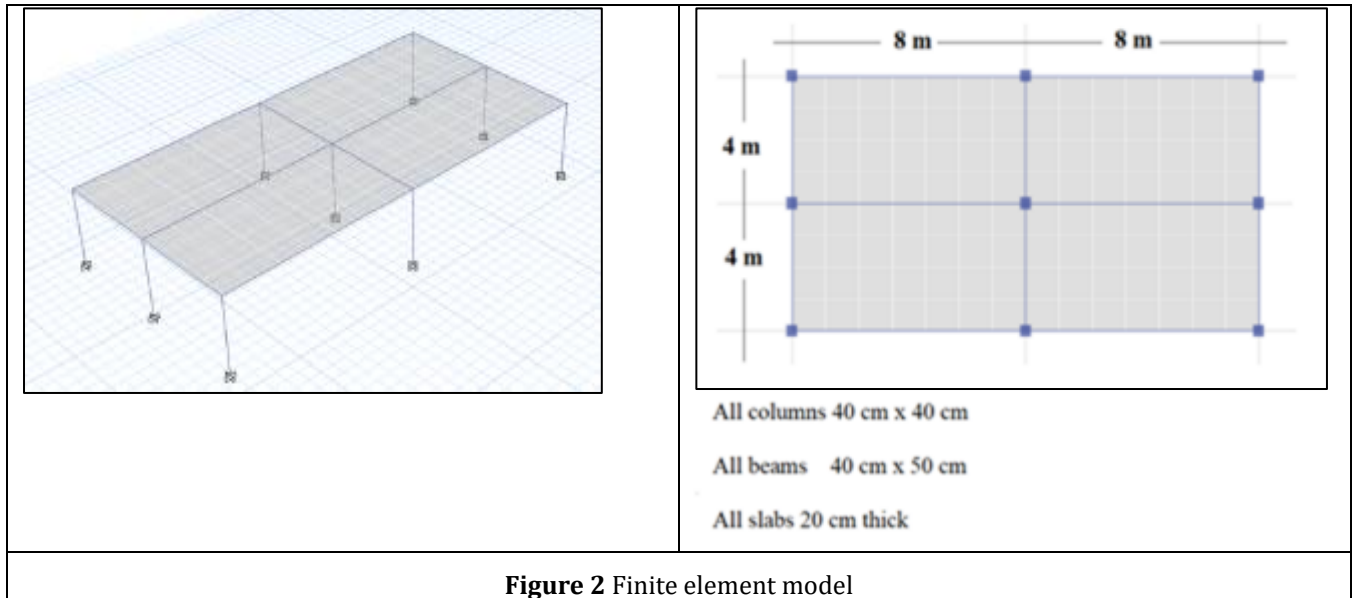 8 m 8 m
4 m
4 m
All columns 40 cm x 40 cm
All beams 40 cm x 50 cm
All slabs 20 cm thick
Figure 2 Finite element model